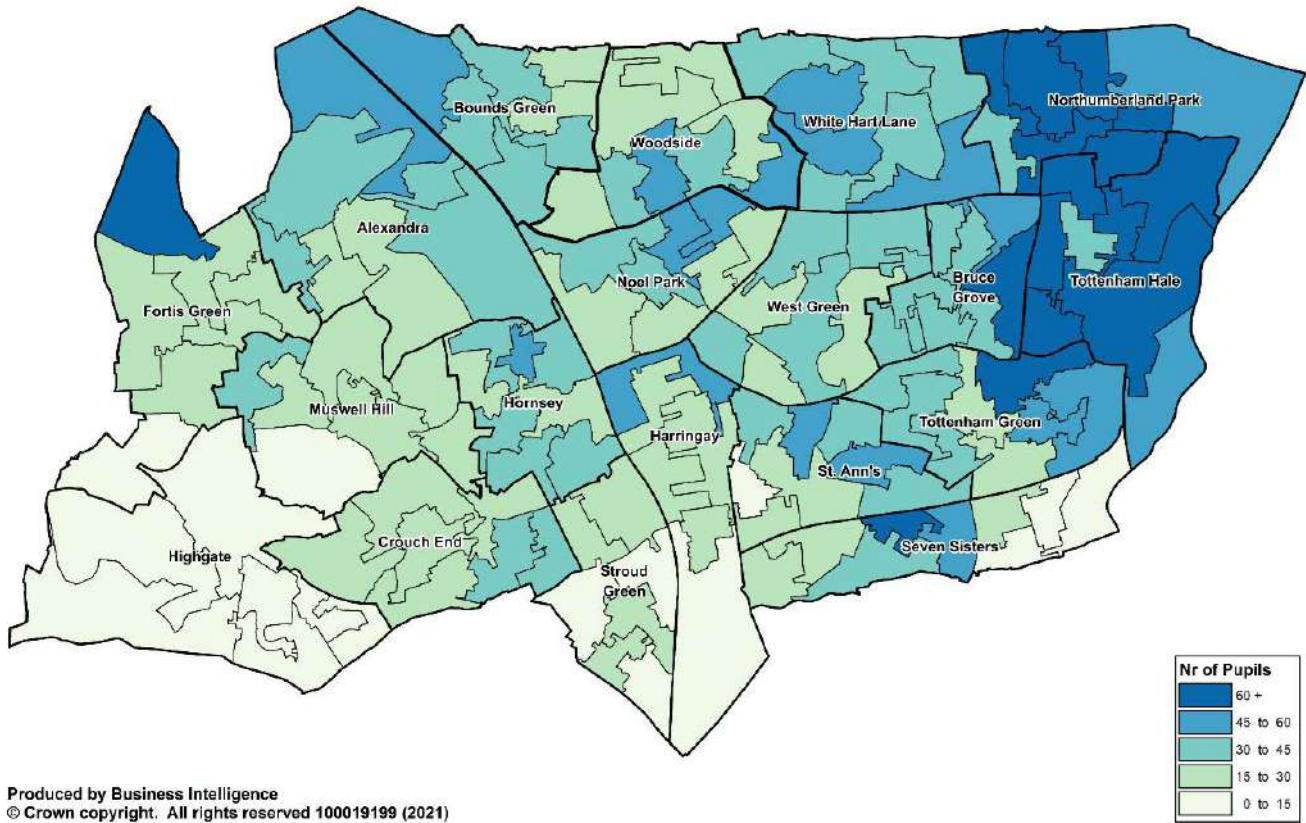 Northumberland Park
Bounds Green
White Hart Lane
Woodside
Alexandra
Noel Park
Bruce
Grove
Tottenham Hale
West Green
Fortis Green
Muswell Hill
Hornsey
Harringay
Tottenham Green
St. Ann's
Crouch End
Seven Sisters
Highgate
Stroud
Green
Nr of Pupils
60 +
45 to 60
30 to 45
15 to 30
0 to 15
Produced by Business Intelligence
© Crown copyright. All rights reserved 100019199 (2021)